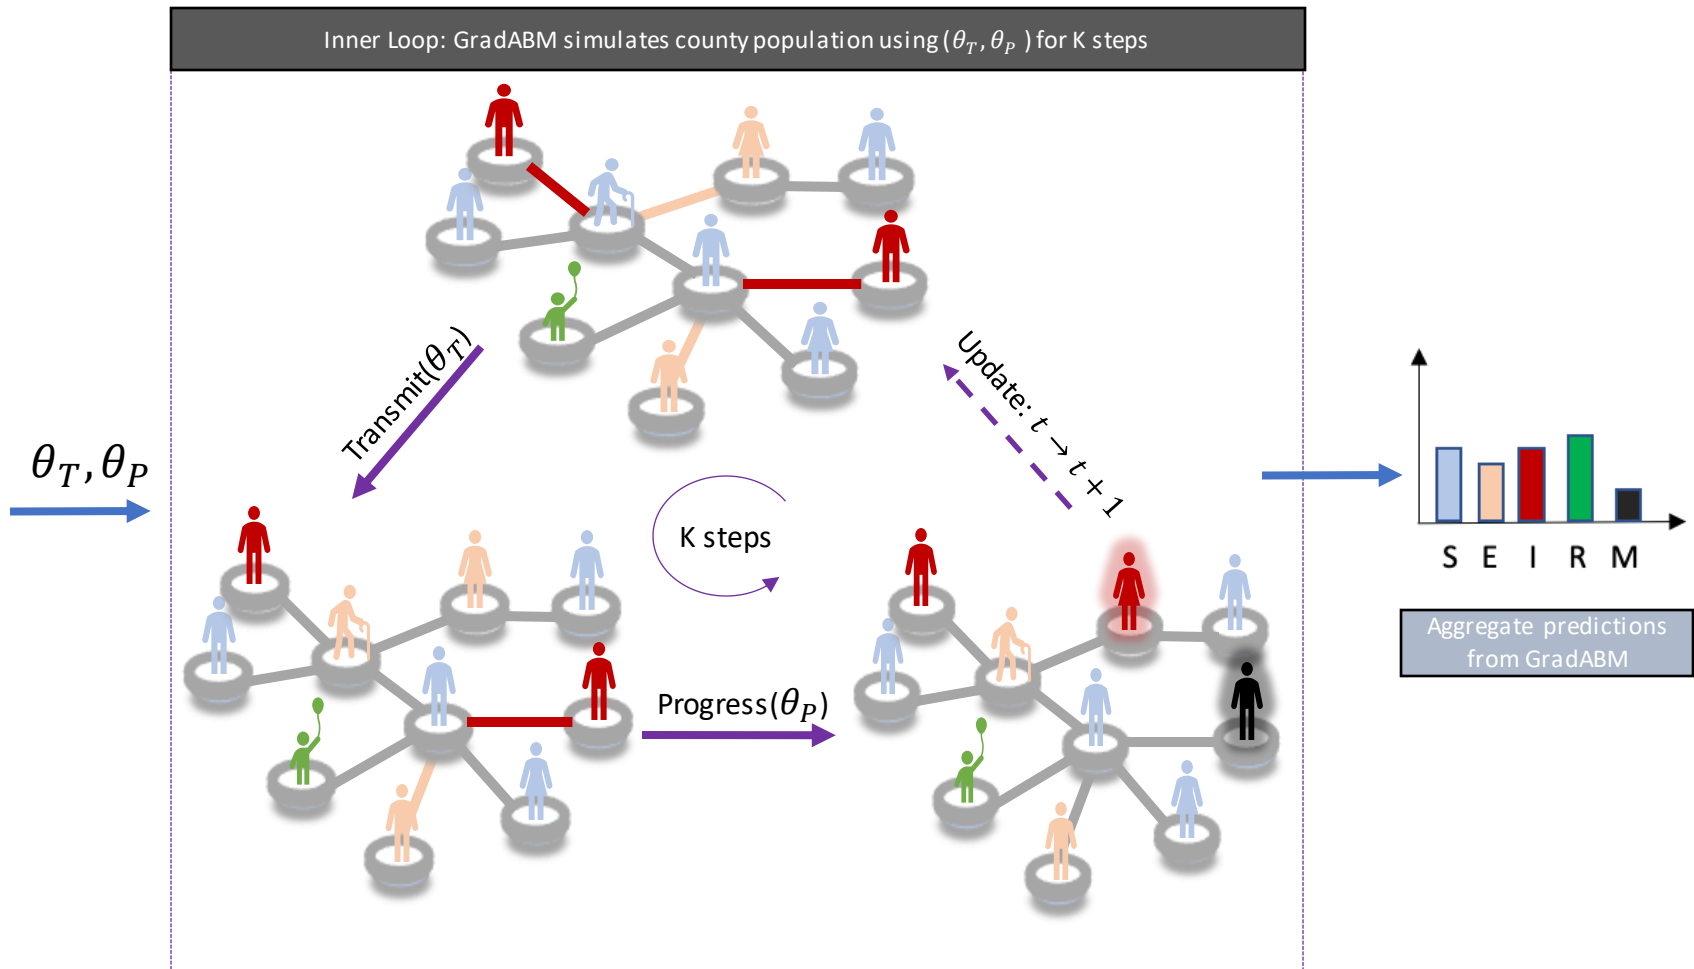 Inner Loop: GradABM simulates county population using (θ_T, θ_P ) for K steps
Transmit(θ_T)
Update: t → t + 1
θ_T, θ_P
K steps
Progress(θ_P)
S E I R M
Aggregate predictions
from GradABM